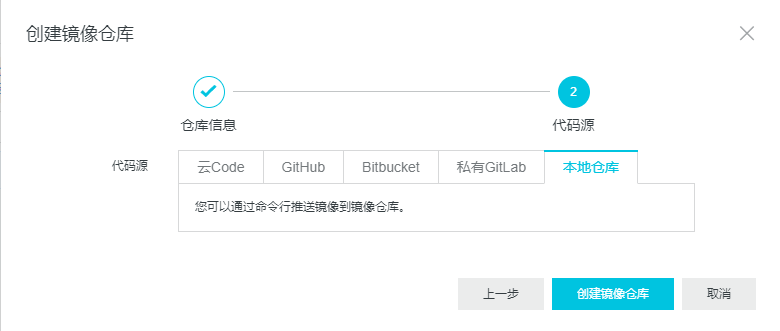 创建镜像仓库
2
仓库信息 代码源
代码源 云Code GitHub Bitbucket 私有GitLab 本地仓库
您可以通过命令行推送镜像到镜像仓库。
上一步 创建镜像仓库 取消